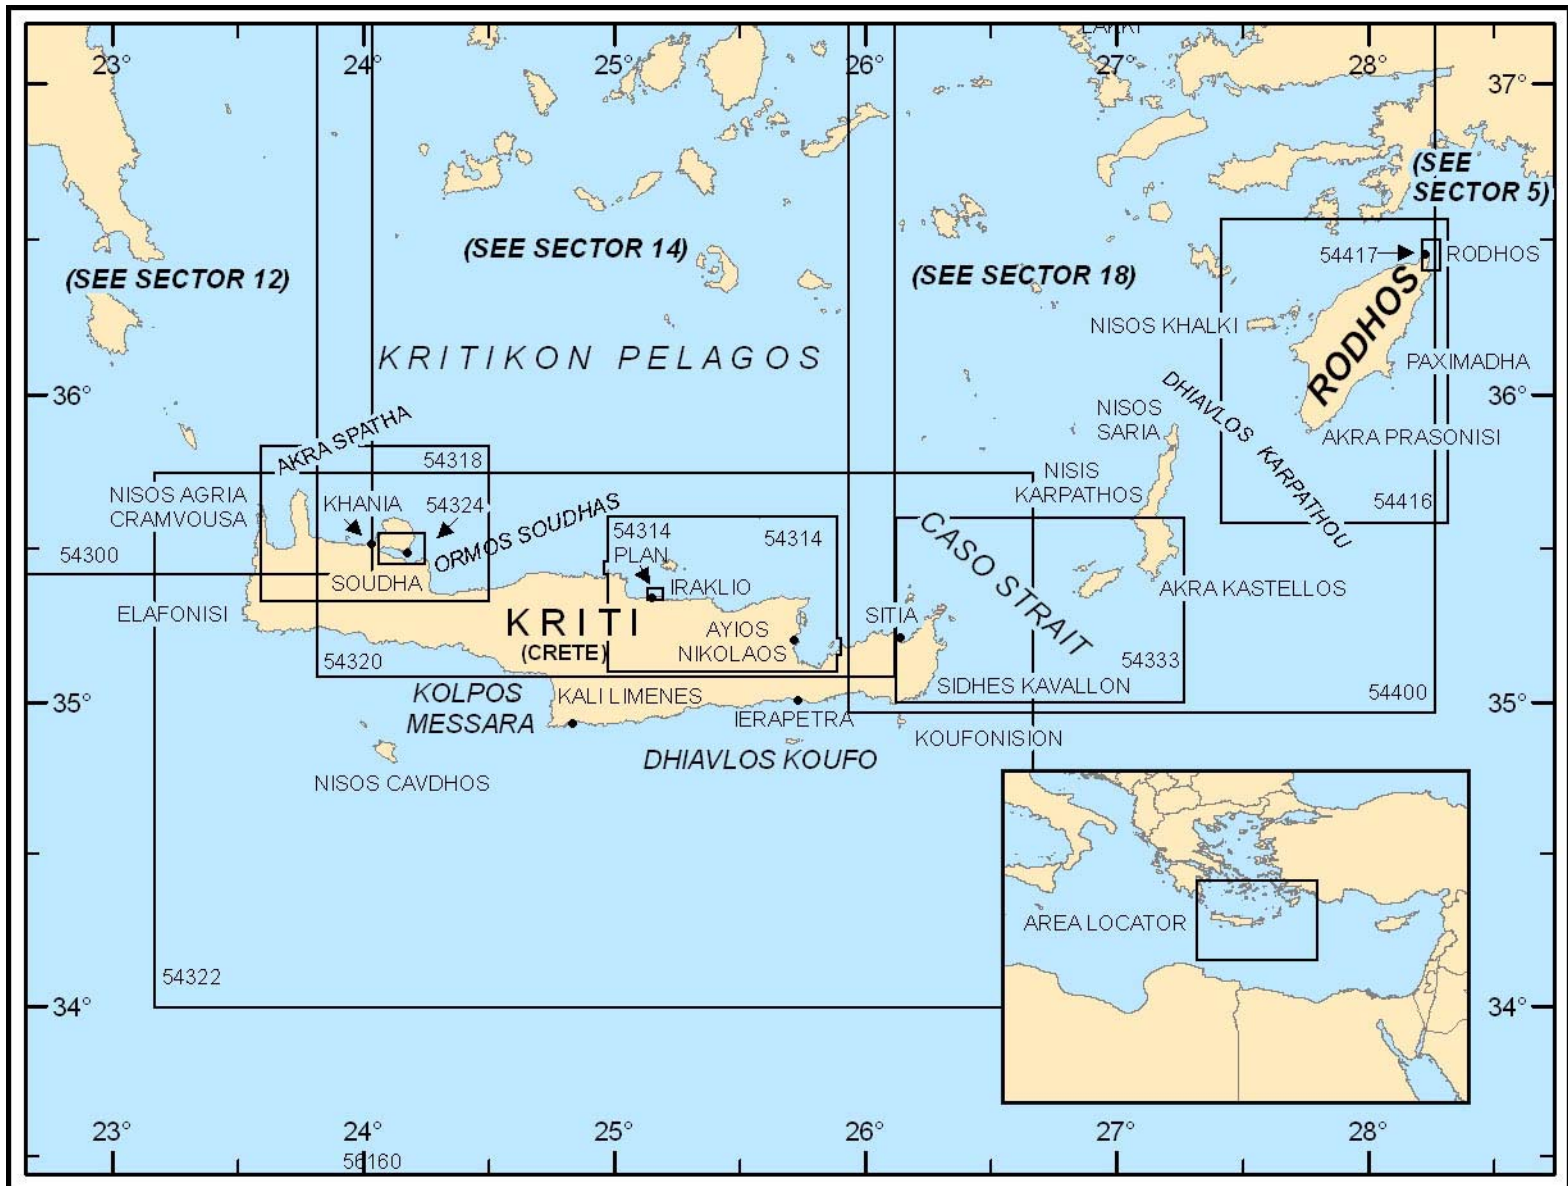 LAKKI
23°
24°
25°
26°
27°
28°
37°
37°
(SEE
SECTOR 5)
(SEE SECTOR 14)
(SEE SECTOR 12)
(SEE SECTOR 18)
54417
RODHOS
NISOS KHALKI
RODHOS
KRITIKON PELAGOS
PAXIMADHA
36°
36°
DHIAVLOS KARPATHOU
NISOS
SARIA
AKRA PRASONISI
AKRA SPATHA
54318
NISIS
KARPATHOS
54416
NISOS AGRIA
CRAMVOUSA
KHANIA
54324
ORMOS SOUDHAS
54314
PLAN
54314
CASO STRAIT
54300
SOUDHA
IRAKLIO
AKRA KASTELLOS
ELAFONISI
KRITI
(CRETE)
AYIOS
NIKOLAOS
SITIA
54320
54333
SIDHES KAVALLON
54400
KOLPOS
MESSARA
KALI LIMENES
35°
35°
IERAPETRA
KOUFONISION
DHIAVLOS KOUFO
NISOS CAVDHOS
AREA LOCATOR
54322
34°
34°
23°
24°
25°
26°
27°
28°
56160